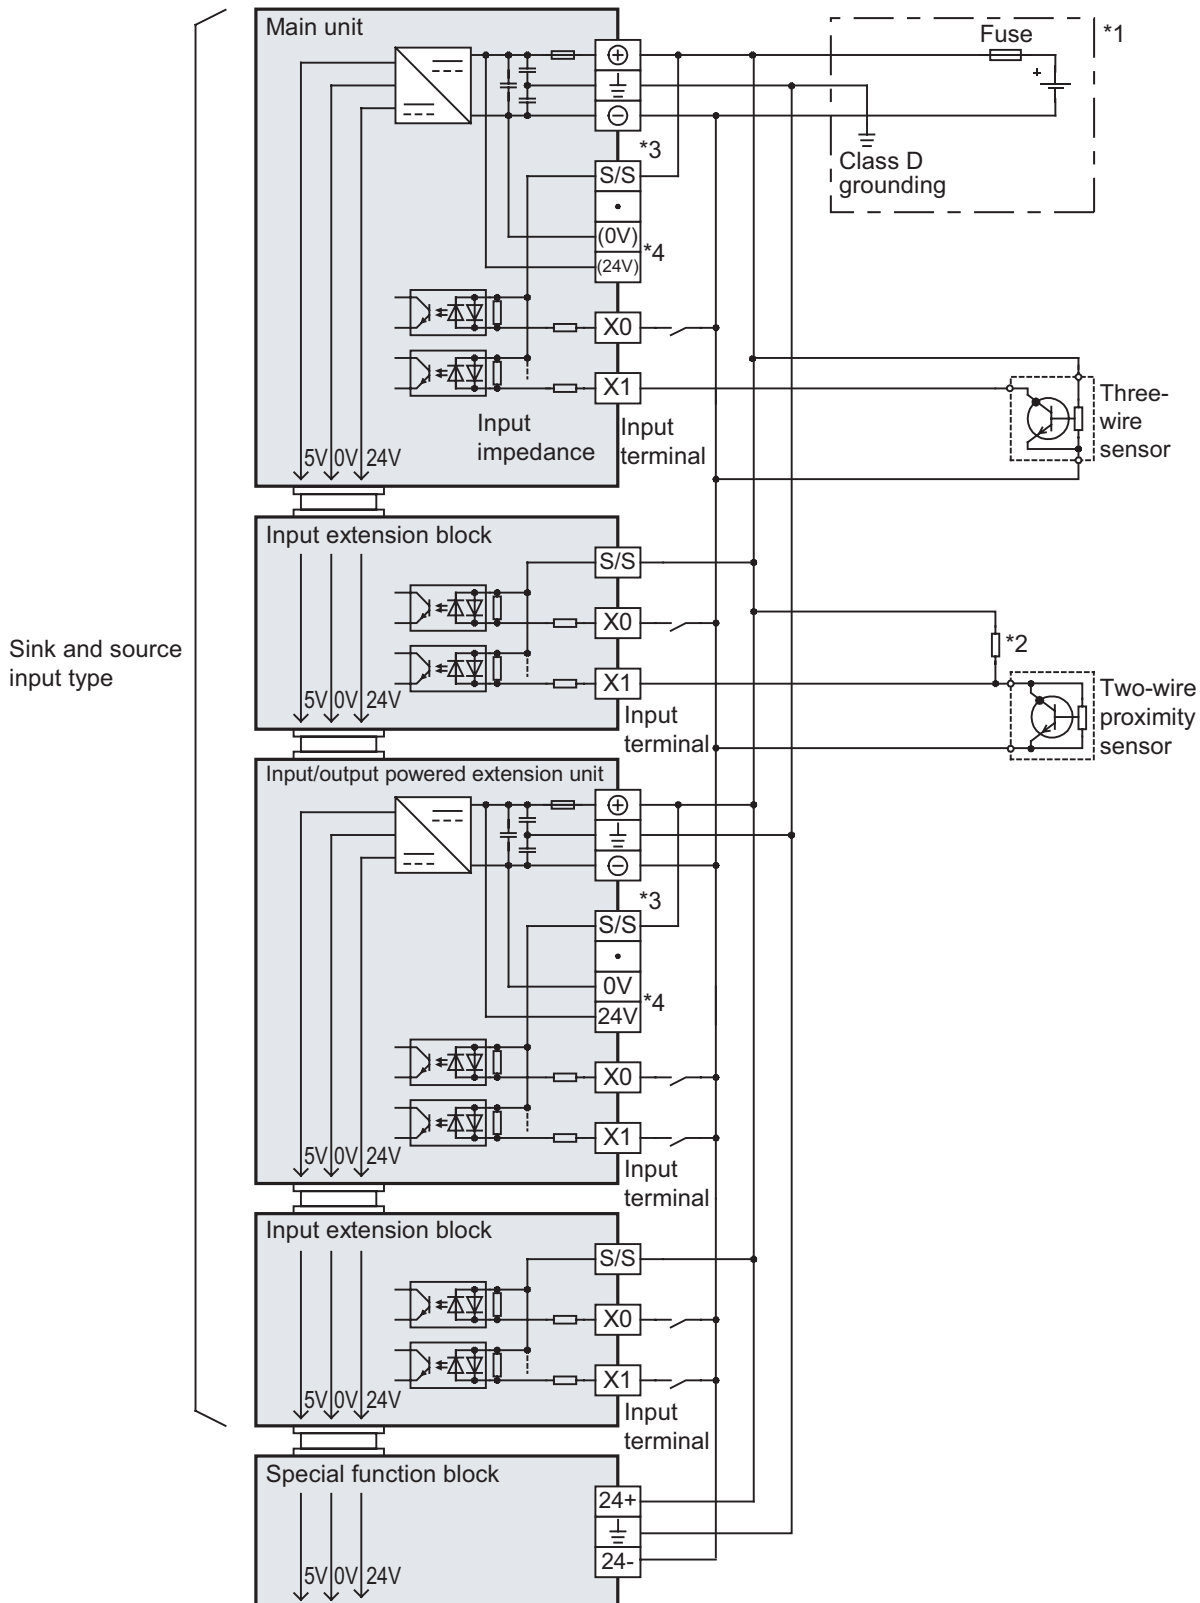 Main unit
Fuse
*1
+
Class D
grounding
*3
S/S
(0V)
*4
(24V)
X0
X1
Three-
wire
sensor
Input
impedance
Input
terminal
5V 0V 24V
Input extension block
S/S
X0
*2
X1
Sink and source
input type
Two-wire
proximity
sensor
5V 0V 24V
Input
terminal
Input/output powered extension unit
*3
S/S
0V
*4
24V
X0
X1
5V 0V 24V
Input
terminal
Input extension block
S/S
X0
X1
5V 0V 24V
Input
terminal
Special function block
24+
24-
5V 0V 24V